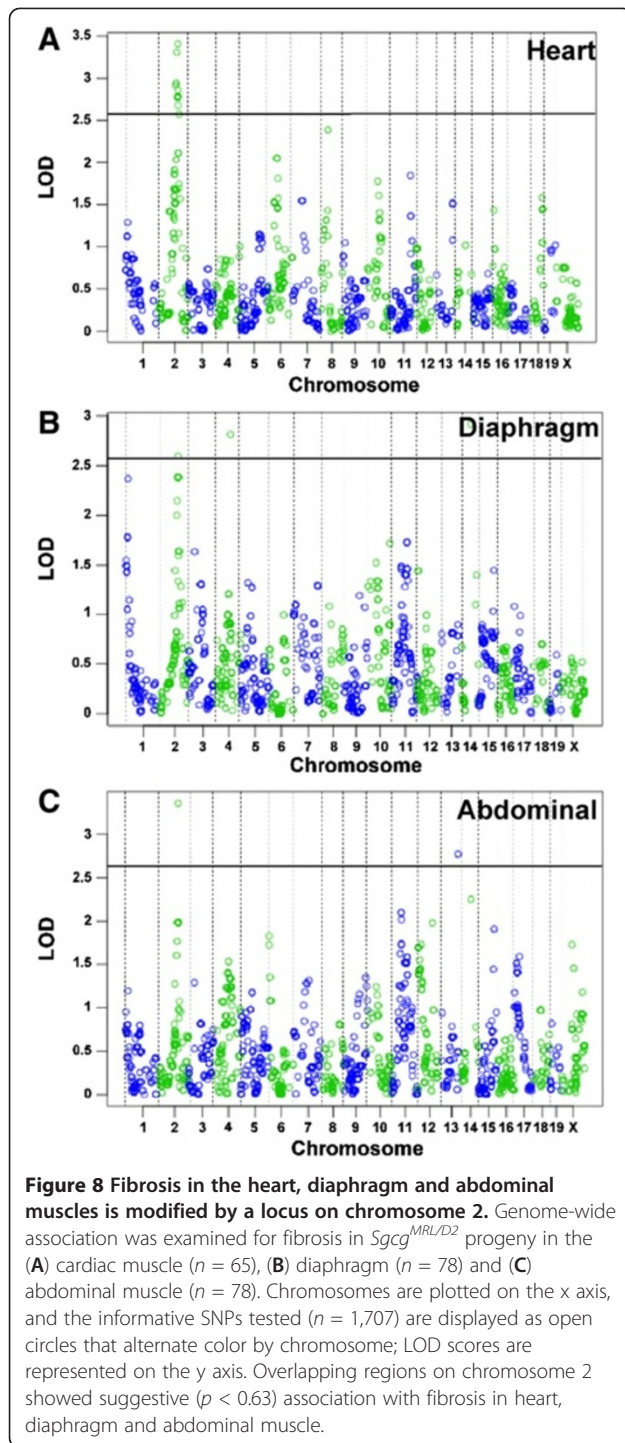 A
Heart
3.5
3.0
2.5
2
1.5
1
0.5
0
LOD
1 2 3 4 5 6 7 8 9 10 11 12 13 14 15 16 17 18 19 X
Chromosome
B
Diaphragm
3
2.5
2
1.5
1
0.5
0
LOD
1 2 3 4 5 6 7 8 9 10 11 12 13 14 15 16 17 18 19 X
Chromosome
C
Abdominal
3
2.5
2
1.5
1
0.5
0
LOD
1 2 3 4 5 6 7 8 9 10 11 12 13 14 15 16 17 18 19 X
Chromosome
Figure 8 Fibrosis in the heart, diaphragm and abdominal
muscles is modified by a locus on chromosome 2. Genome-wide
association was examined for fibrosis in Sgcg^MRL/D2 progeny in the
(A) cardiac muscle (n = 65), (B) diaphragm (n = 78) and (C)
abdominal muscle (n = 78). Chromosomes are plotted on the x axis,
and the informative SNPs tested (n = 1,707) are displayed as open
circles that alternate color by chromosome; LOD scores are
represented on the y axis. Overlapping regions on chromosome 2
showed suggestive (p < 0.63) association with fibrosis in heart,
diaphragm and abdominal muscle.